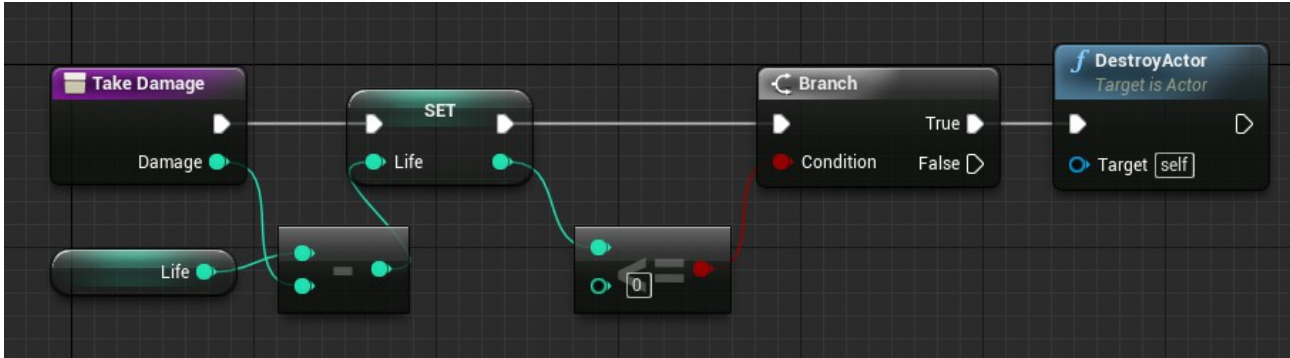 Take Damage
Damage
Life
-
SET
Life
<=
0
Branch
True
Condition
False
f DestroyActor
Target is Actor
Target self